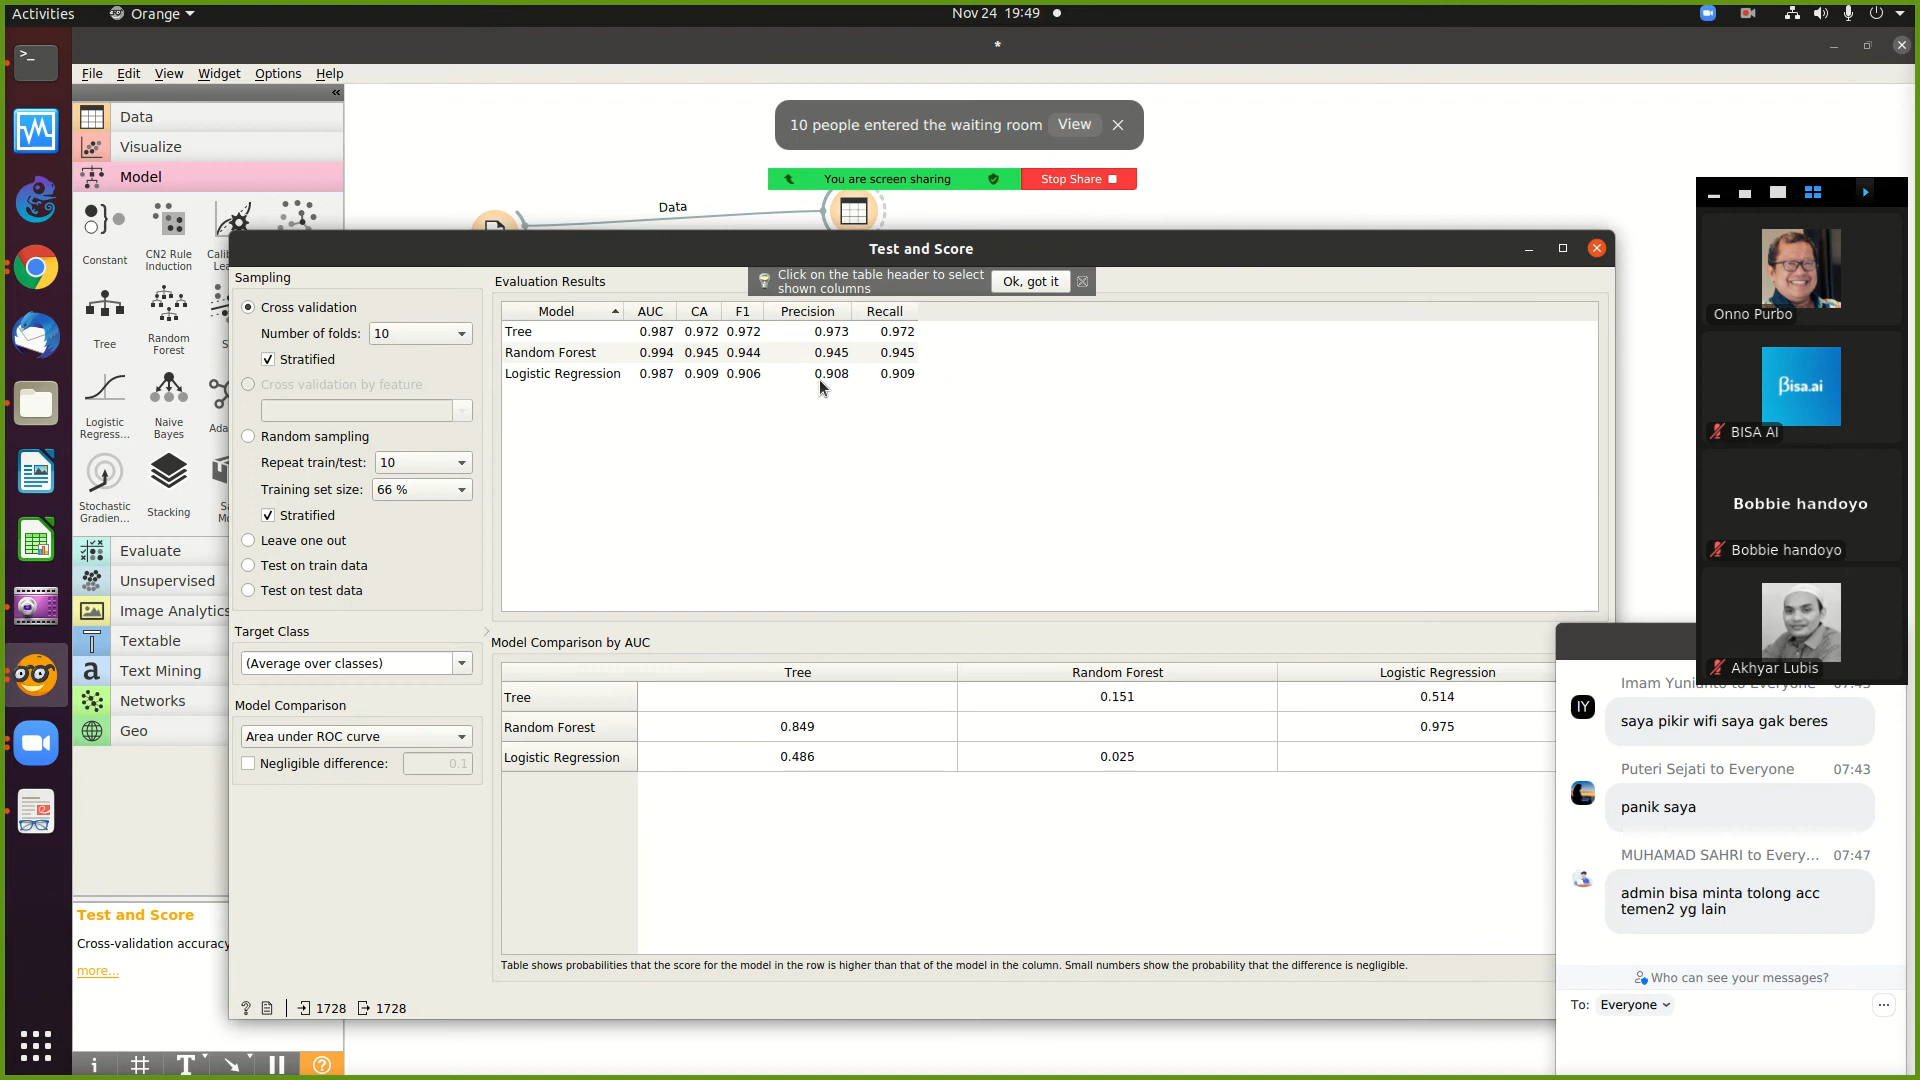 Activities
Orange
Nov 24 19:49
*
File Edit View Widget Options Help
«
Data
Visualize
Model
Constant
CN2 Rule
Induction
Tree
Random
Forest
Logistic
Regress...
Naive
Bayes
Ada
Stochastic
Gradien...
Stacking
Evaluate
Unsupervised
Image Analytics
Textable
Text Mining
Networks
Geo
Test and Score
Cross-validation accuracy
more...
10 people entered the waiting room View
You are screen sharing Stop Share
Data
Test and Score
Sampling
Cross validation
Number of folds: 10
Stratified
Cross validation by feature
Random sampling
Repeat train/test: 10
Training set size: 66 %
Stratified
Leave one out
Test on train data
Test on test data
Target Class
(Average over classes)
Model Comparison
Area under ROC curve
Negligible difference: 0.1
? 1728 1728
Evaluation Results
Click on the table header to select
shown columns
Ok, got it
Model AUC CA F1 Precision Recall
Tree 0.987 0.972 0.972 0.973 0.972
Random Forest 0.994 0.945 0.944 0.945 0.945
Logistic Regression 0.987 0.909 0.906 0.908 0.909
Model Comparison by AUC
Tree Random Forest Logistic Regression
Tree 0.151 0.514
Random Forest 0.849 0.975
Logistic Regression 0.486 0.025
Table shows probabilities that the score for the model in the row is higher than that of the model in the column. Small numbers show the probability that the difference is negligible.
Onno Purbo
βisa.ai
BISA AI
Bobbie handoyo
Bobbie handoyo
Akhyar Lubis
Imam Yunianto to Everyone 07:43
IY
saya pikir wifi saya gak beres
Puteri Sejati to Everyone 07:43
panik saya
MUHAMAD SAHRI to Every... 07:47
admin bisa minta tolong acc
temen2 yg lain
Who can see your messages?
To: Everyone